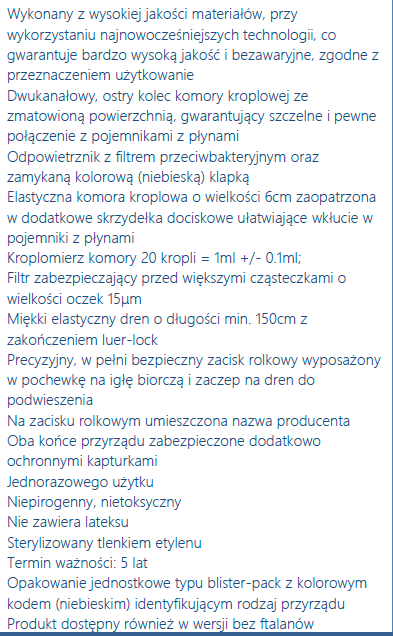 Wykonany z wysokiej jakości materiałów, przy
wykorzystaniu najnowocześniejszych technologii, co
gwarantuje bardzo wysoką jakość i bezawaryjne, zgodne z
przeznaczeniem użytkowanie
Dwukanałowy, ostry kolec komory kroplowej ze
zmatowioną powierzchnią, gwarantujący szczelne i pewne
połączenie z pojemnikami z płynami
Odpowietrznik z filtrem przeciwbakteryjnym oraz
zamykaną kolorową (niebieską) klapką
Elastyczna komora kroplowa o wielkości 6cm zaopatrzona
w dodatkowe skrzydełka dociskowe ułatwiające wkłucie w
pojemniki z płynami
Kroplomierz komory 20 kropli = 1ml +/- 0.1ml;
Filtr zabezpieczający przed większymi cząsteczkami o
wielkości oczek 15μm
Miękki elastyczny dren o długości min. 150cm z
zakończeniem luer-lock
Precyzyjny, w pełni bezpieczny zacisk rolkowy wyposażony
w pochewkę na igłę biorczą i zaczep na dren do
podwieszenia
Na zacisku rolkowym umieszczona nazwa producenta
Oba końce przyrządu zabezpieczone dodatkowo
ochronnymi kapturkami
Jednorazowego użytku
Niepirogenny, nietoksyczny
Nie zawiera lateksu
Sterylizowany tlenkiem etylenu
Termin ważności: 5 lat
Opakowanie jednostkowe typu blister-pack z kolorowym
kodem (niebieskim) identyfikującym rodzaj przyrządu
Produkt dostępny również w wersji bez ftalanów